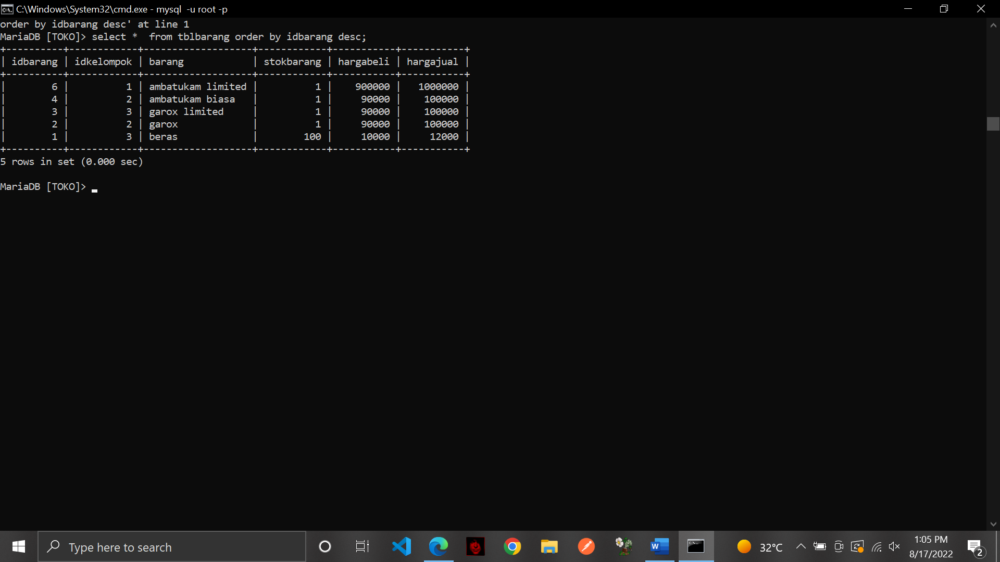 C:\Windows\System32\cmd.exe - mysql  -u root -p
order by idbarang desc' at line 1
MariaDB [TOKO]> select *  from tblbarang order by idbarang desc;
+----------+------------+-------------------+------------+-----------+-----------+
| idbarang | idkelompok | barang            | stokbarang | hargabeli | hargajual |
+----------+------------+-------------------+------------+-----------+-----------+
|        6 |          1 | ambatukam limited |          1 |    900000 |   1000000 |
|        4 |          2 | ambatukam biasa   |          1 |     90000 |    100000 |
|        3 |          3 | garox limited     |          1 |     90000 |    100000 |
|        2 |          2 | garox             |          1 |     90000 |    100000 |
|        1 |          3 | beras             |        100 |     10000 |     12000 |
+----------+------------+-------------------+------------+-----------+-----------+
5 rows in set (0.000 sec)
MariaDB [TOKO]>
Type here to search
32°C
1:05 PM
8/17/2022
2